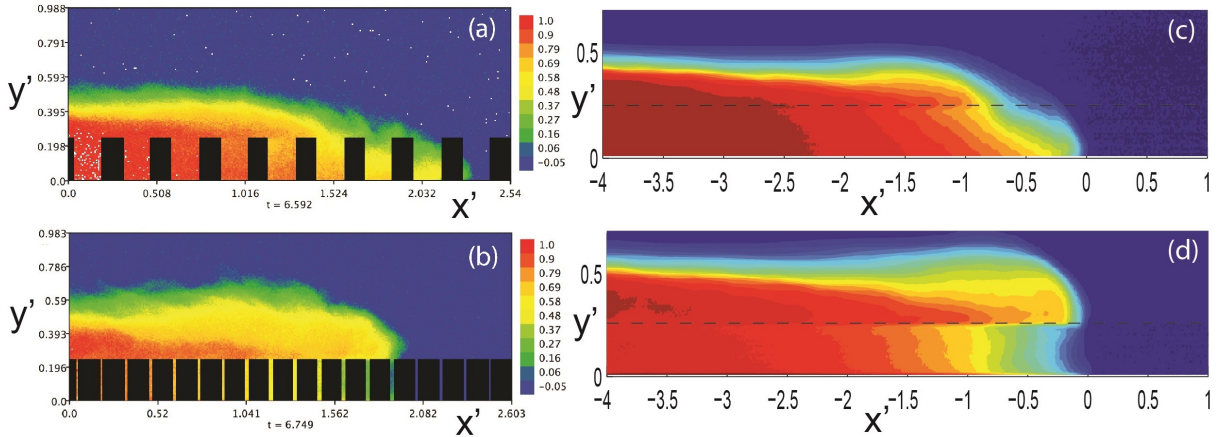 0.988
0.791
0.593
0.395
0.198
0.0
y'
(a)
1.0
0.9
0.79
0.69
0.58
0.48
0.37
0.27
0.16
0.06
-0.05
0.0 0.508 1.016 1.524 2.032 2.54
t = 6.592
x'
0.983
0.786
0.59
0.393
0.196
0.0
y'
(b)
1.0
0.9
0.79
0.69
0.58
0.48
0.37
0.27
0.16
0.06
-0.05
0.0 0.52 1.041 1.562 2.082 2.603
t = 6.749
x'
(c)
0.5
y'
0
-4 -3.5 -3 -2.5 -2 -1.5 -1 -0.5 0 0.5 1
x'
(d)
0.5
y'
0
-4 -3.5 -3 -2.5 -2 -1.5 -1 -0.5 0 0.5 1
x'